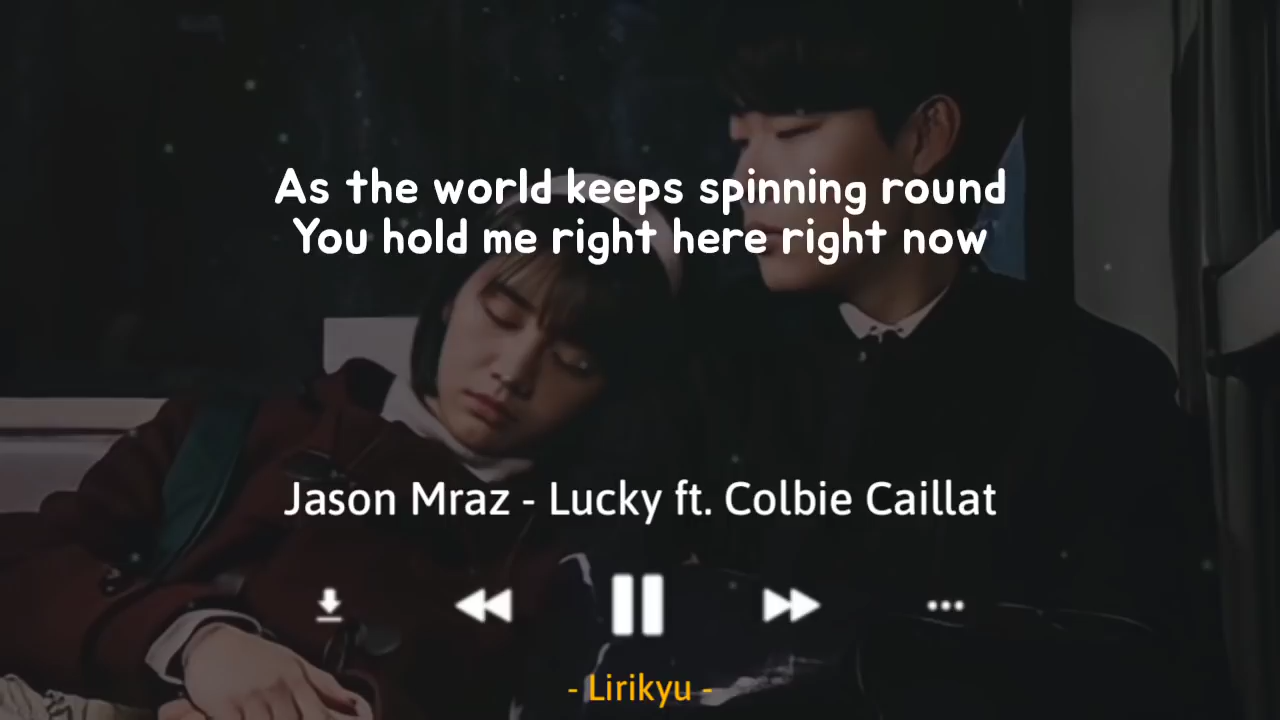 As the world keeps spinning round
You hold me right here right now
Jason Mraz - Lucky ft. Colbie Caillat
- Lirikyu -